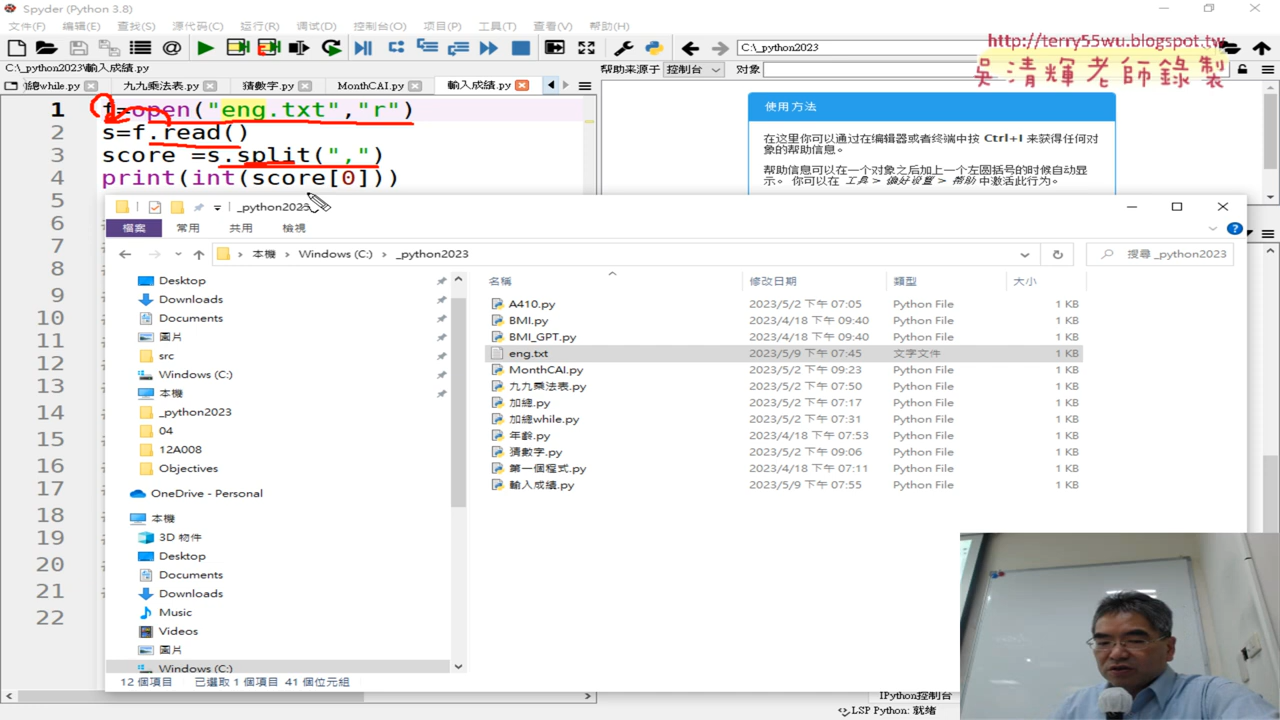 Spyder (Python 3.8)
文件(F) 编辑(E) 查找(S) 源代码(C) 运行(R) 调试(D) 控制台(O) 项目(P) 工具(T) 查看(V) 帮助(H)
C:\_python2023
http://terry55wu.blogspot.tw
吳清輝老師錄製
C:\_python2023\輸入成績.py
帮助来源于 控制台 对象
總while.py 九九乘法表.py 猜數字.py MonthCAI.py 輸入成績.py
1 f=open("eng.txt","r")
2 s=f.read()
3 score =s.split(",")
4 print(int(score[0]))
5
6
7
8
9
10
11
12
13
14
15
16
17
18
19
20
21
22
使用方法
在这里你可以通过在编辑器或者终端中按 Ctrl+I 来获得任何对
象的帮助信息。
帮助信息可以在一个对象之后加上一个左圆括号的时候自动显
示。 你可以在 工具 > 偏好设置 > 帮助 中激活此行为。
_python2023
檔案 常用 共用 檢視
本機 Windows (C:) _python2023
搜尋 _python2023
Desktop
Downloads
Documents
圖片
src
Windows (C:)
本機
_python2023
04
12A008
Objectives
OneDrive - Personal
本機
3D 物件
Desktop
Documents
Downloads
Music
Videos
圖片
Windows (C:)
名稱 修改日期 類型 大小
A410.py 2023/5/2 下午 07:05 Python File 1 KB
BMI.py 2023/4/18 下午 09:40 Python File 1 KB
BMI_GPT.py 2023/4/18 下午 09:40 Python File 1 KB
eng.txt 2023/5/9 下午 07:45 文字文件 1 KB
MonthCAI.py 2023/5/2 下午 09:23 Python File 1 KB
九九乘法表.py 2023/5/2 下午 07:50 Python File 1 KB
加總.py 2023/5/2 下午 07:17 Python File 1 KB
加總while.py 2023/5/2 下午 07:31 Python File 1 KB
年齡.py 2023/4/18 下午 07:53 Python File 1 KB
猜數字.py 2023/5/2 下午 09:06 Python File 1 KB
第一個程式.py 2023/4/18 下午 07:11 Python File 1 KB
輸入成績.py 2023/5/9 下午 07:55 Python File 1 KB
12 個項目 已選取 1 個項目 41 個位元組
IPython控制台
LSP Python: 就绪